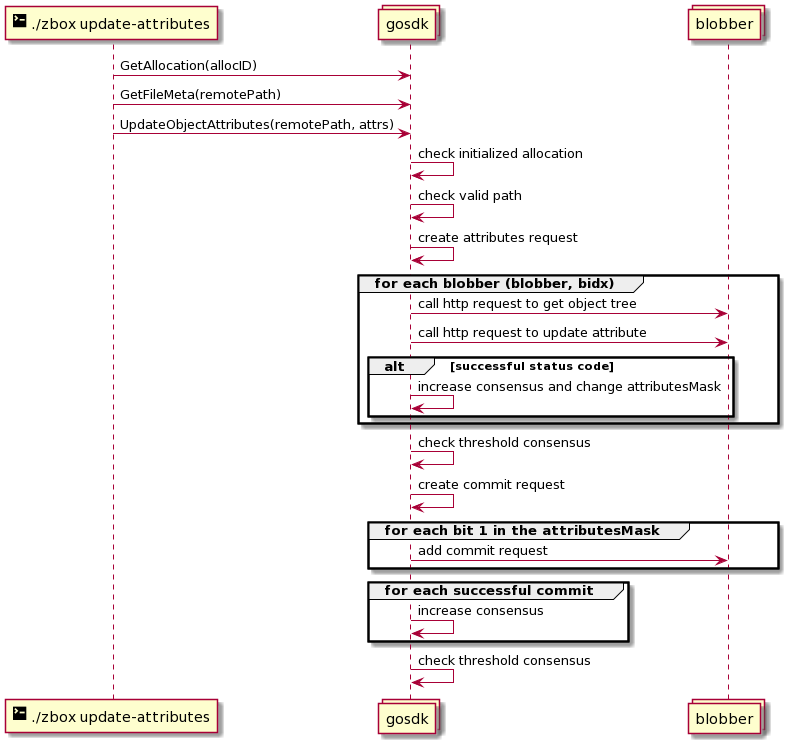 ./zbox update-attributes
gosdk
blobber
GetAllocation(allocID)
GetFileMeta(remotePath)
UpdateObjectAttributes(remotePath, attrs)
check initialized allocation
check valid path
create attributes request
for each blobber (blobber, bidx)
call http request to get object tree
call http request to update attribute
alt [successful status code]
increase consensus and change attributesMask
check threshold consensus
create commit request
for each bit 1 in the attributesMask
add commit request
for each successful commit
increase consensus
check threshold consensus
./zbox update-attributes
gosdk
blobber